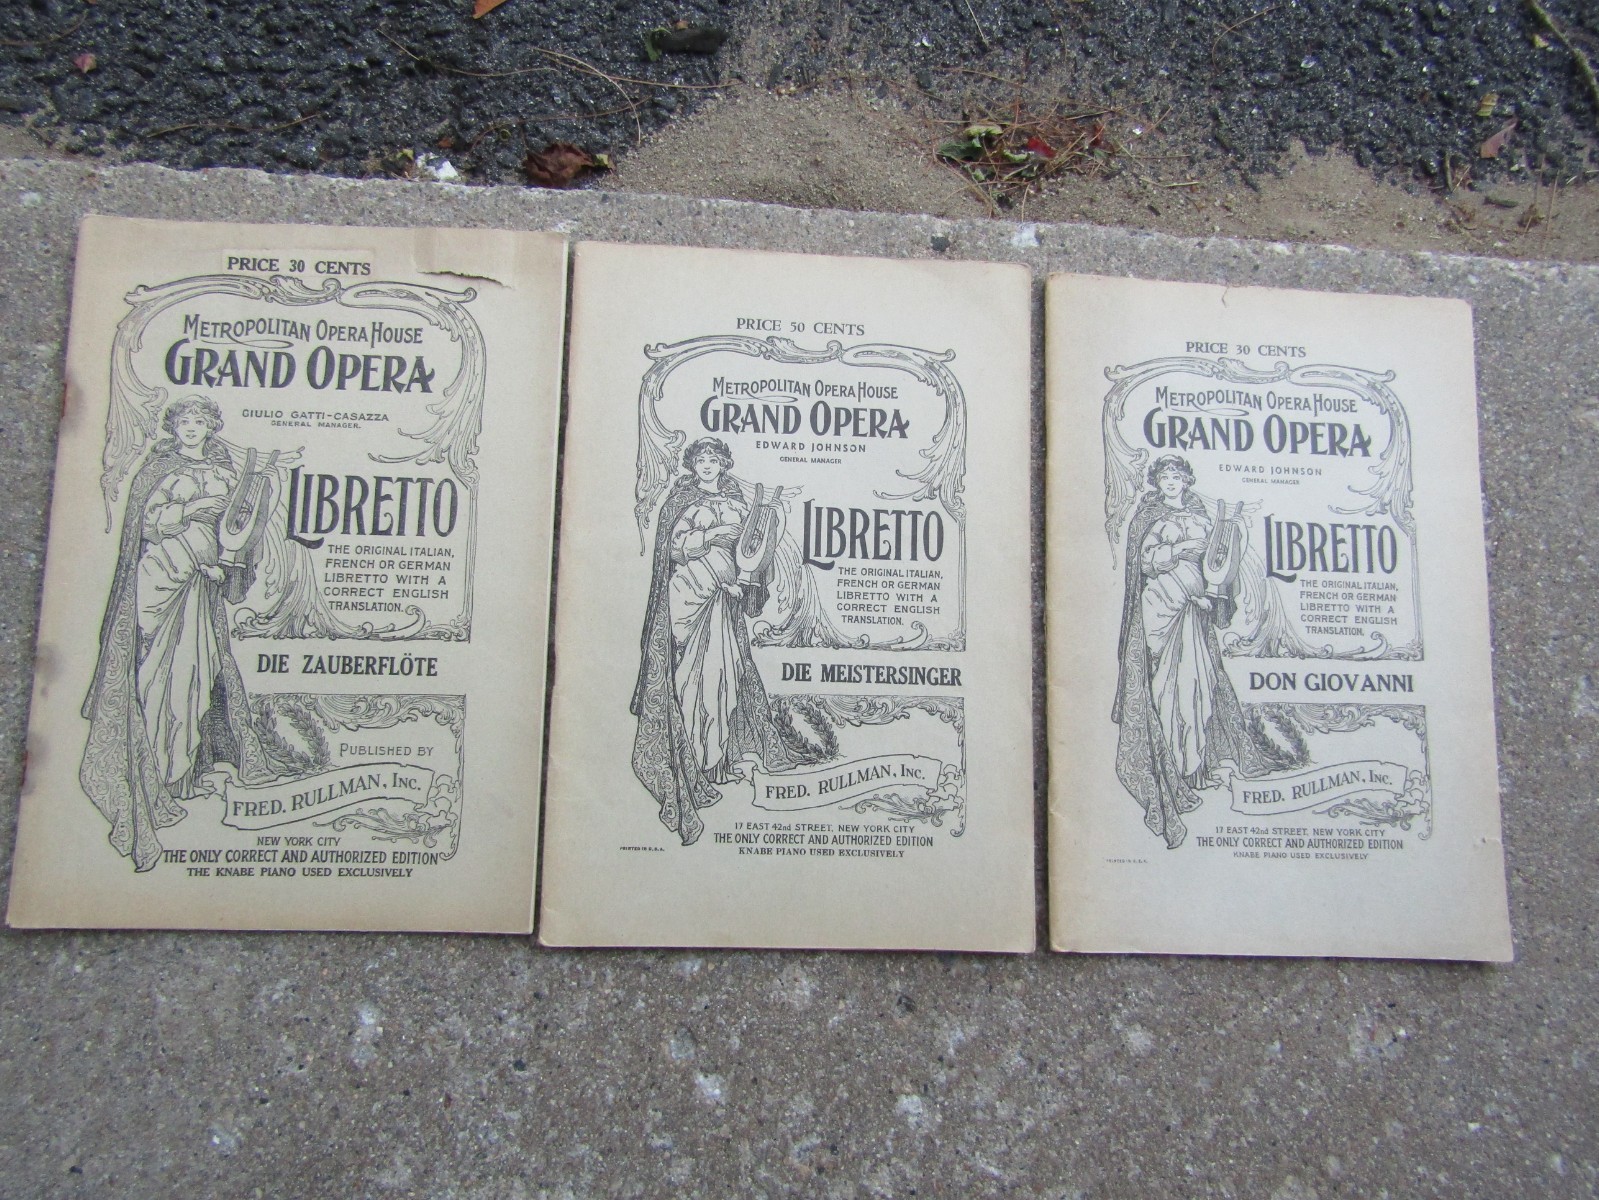 PRICE 30 CENTS
METROPOLITAN OPERA HOUSE
GRAND OPERA
GIULIO GATTI-CASAZZA
GENERAL MANAGER.
LIBRETTO
THE ORIGINAL ITALIAN,
FRENCH OR GERMAN
LIBRETTO WITH A
CORRECT ENGLISH
TRANSLATION.
DIE ZAUBERFLÖTE
PUBLISHED BY
FRED. RULLMAN, INC.
NEW YORK CITY
THE ONLY CORRECT AND AUTHORIZED EDITION
THE KNABE PIANO USED EXCLUSIVELY
PRICE 50 CENTS
METROPOLITAN OPERA HOUSE
GRAND OPERA
EDWARD JOHNSON
GENERAL MANAGER
LIBRETTO
THE ORIGINAL ITALIAN,
FRENCH OR GERMAN
LIBRETTO WITH A
CORRECT ENGLISH
TRANSLATION.
DIE MEISTERSINGER
FRED. RULLMAN, INC.
17 EAST 42nd STREET, NEW YORK CITY
THE ONLY CORRECT AND AUTHORIZED EDITION
KNABE PIANO USED EXCLUSIVELY
PRINTED IN U.S.A.
PRICE 30 CENTS
METROPOLITAN OPERA HOUSE
GRAND OPERA
EDWARD JOHNSON
GENERAL MANAGER
LIBRETTO
THE ORIGINAL ITALIAN,
FRENCH OR GERMAN
LIBRETTO WITH A
CORRECT ENGLISH
TRANSLATION.
DON GIOVANNI
FRED. RULLMAN, INC.
17 EAST 42nd STREET, NEW YORK CITY
THE ONLY CORRECT AND AUTHORIZED EDITION
KNABE PIANO USED EXCLUSIVELY
PRINTED IN U.S.A.